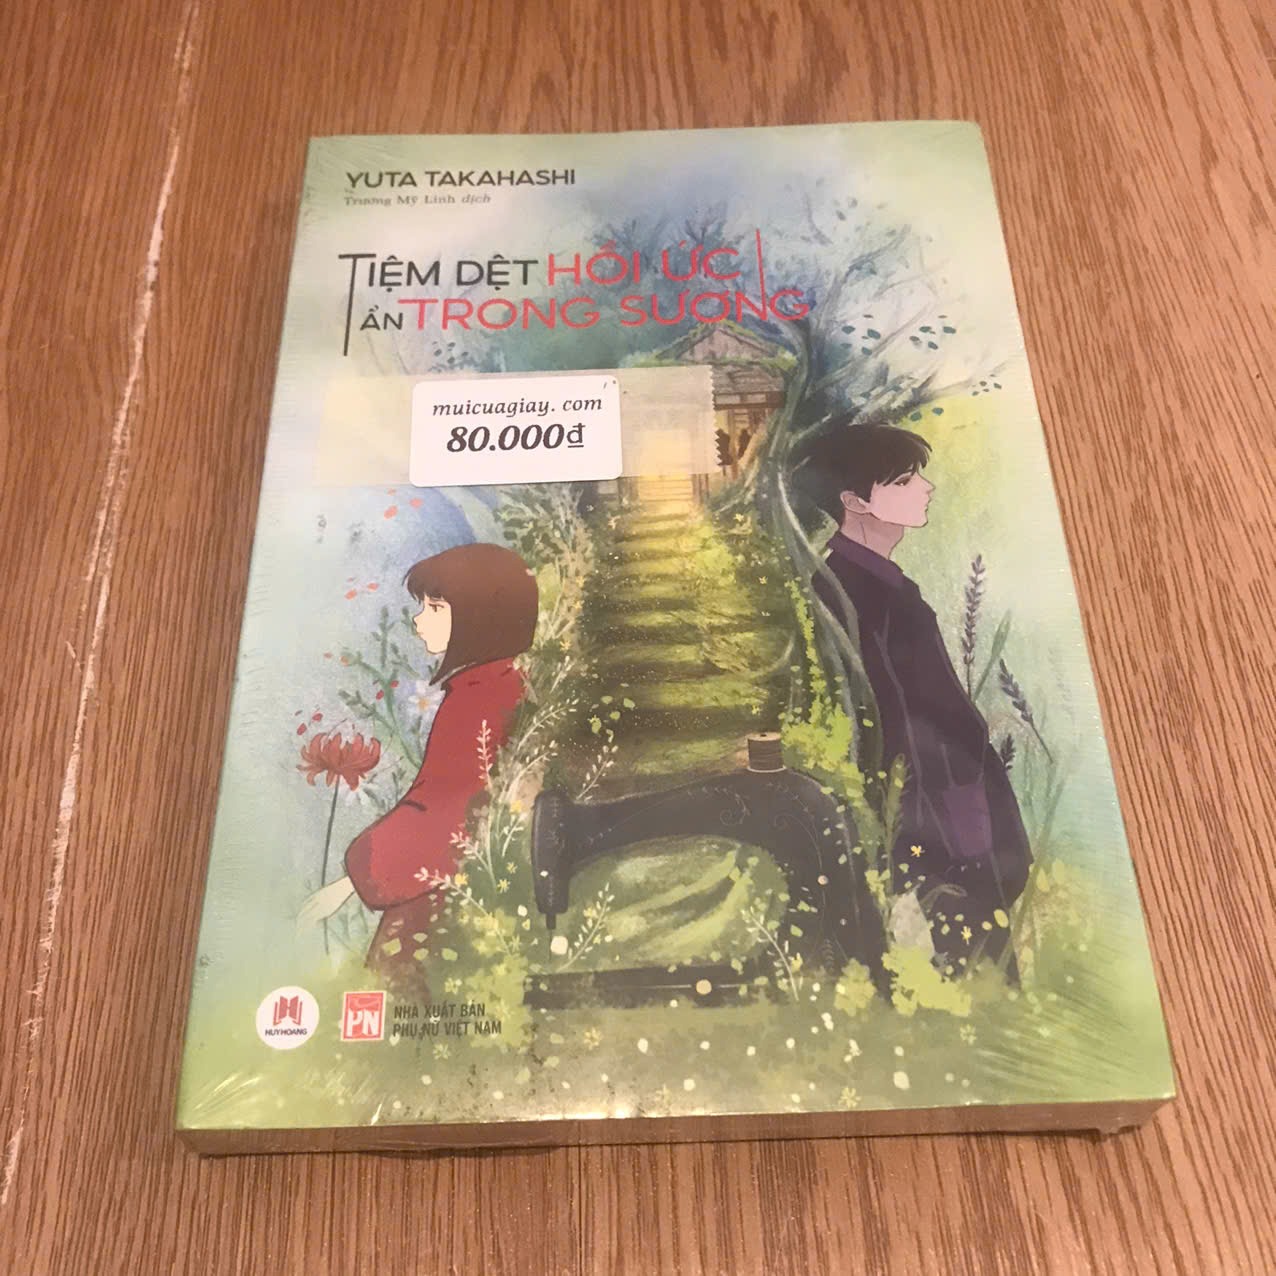 YUTA TAKAHASHI
Trương Mỹ Linh dịch
TIỆM DỆT HỒI ỨC
ẨN TRONG SƯƠNG
muicuagiay. com
80.000đ
HUYHOANG
PN
NHÀ XUẤT BẢN
PHỤ NỮ VIỆT NAM